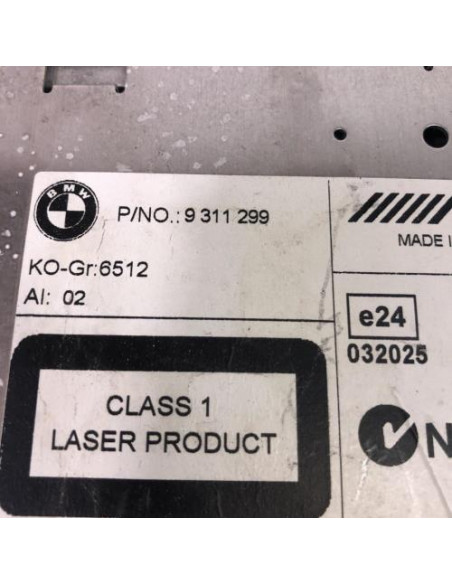 BMW
P/NO.: 9 311 299
KO-Gr:6512
AI: 02
MADE I
e24
032025
CLASS 1
LASER PRODUCT
N